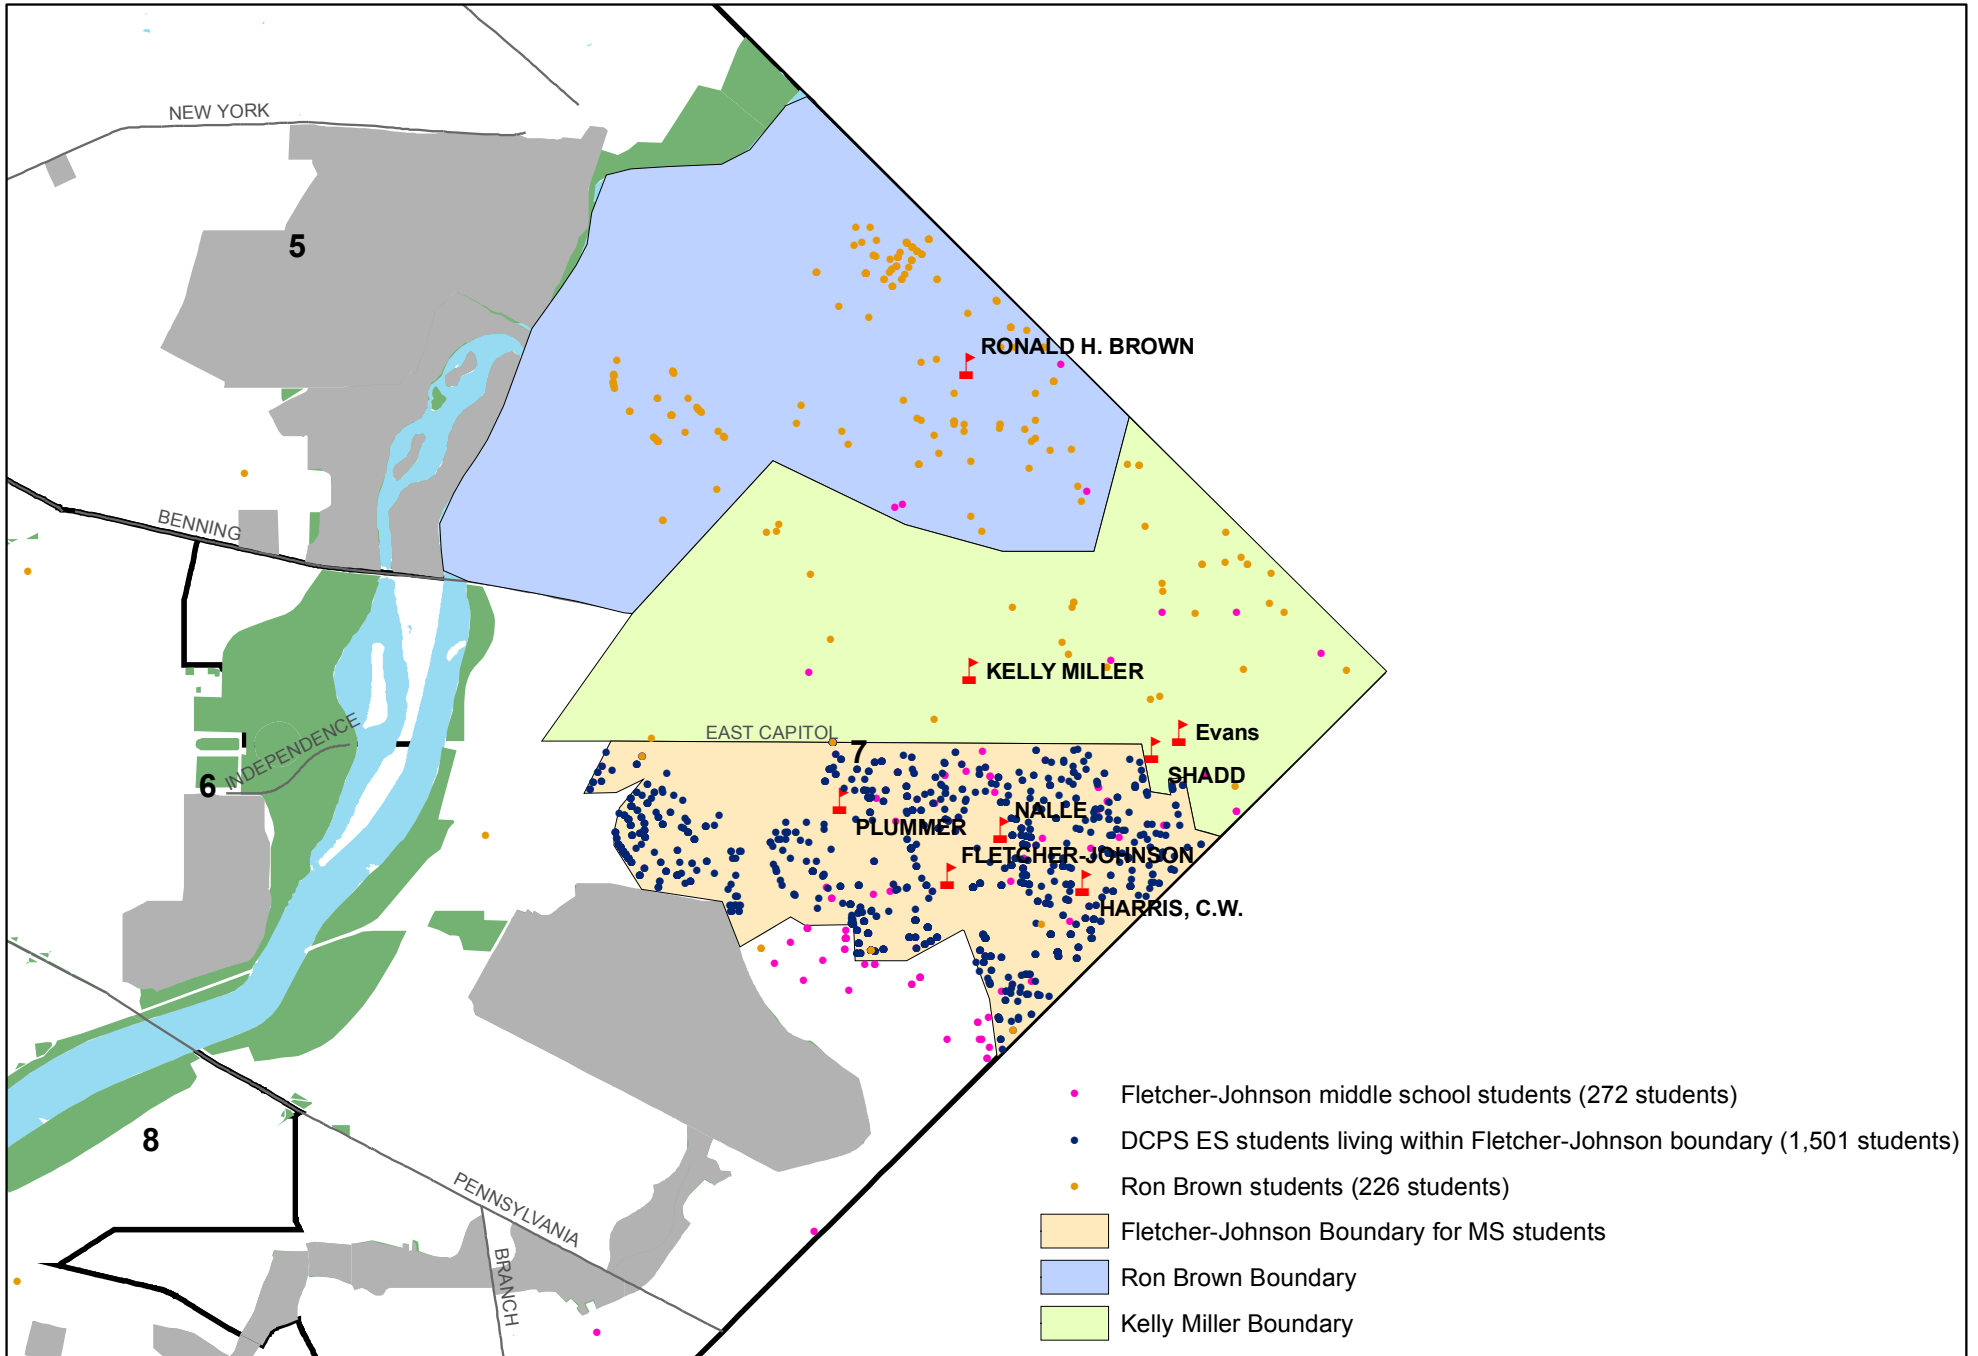 NEW YORK
5
RONALD H. BROWN
BENNING
KELLY MILLER
INDEPENDENCE
6
EAST CAPITOL
7
Evans
SHADD
NALLE
PLUMMER
FLETCHER-JOHNSON
HARRIS, C.W.
8
PENNSYLVANIA
BRANCH
Fletcher-Johnson middle school students (272 students)
DCPS ES students living within Fletcher-Johnson boundary (1,501 students)
Ron Brown students (226 students)
Fletcher-Johnson Boundary for MS students
Ron Brown Boundary
Kelly Miller Boundary